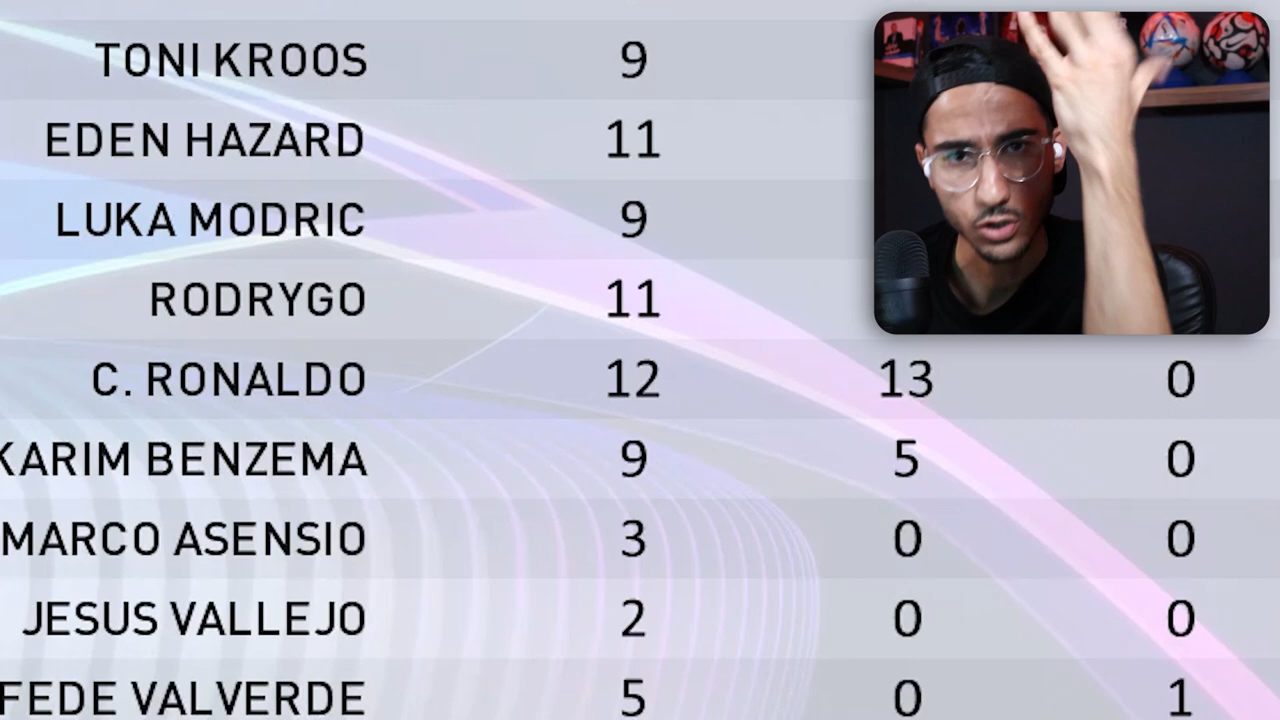 TONI KROOS 9
EDEN HAZARD 11
LUKA MODRIC 9
RODRYGO 11
C. RONALDO 12 13 0
KARIM BENZEMA 9 5 0
MARCO ASENSIO 3 0 0
JESUS VALLEJO 2 0 0
FEDE VALVERDE 5 0 1